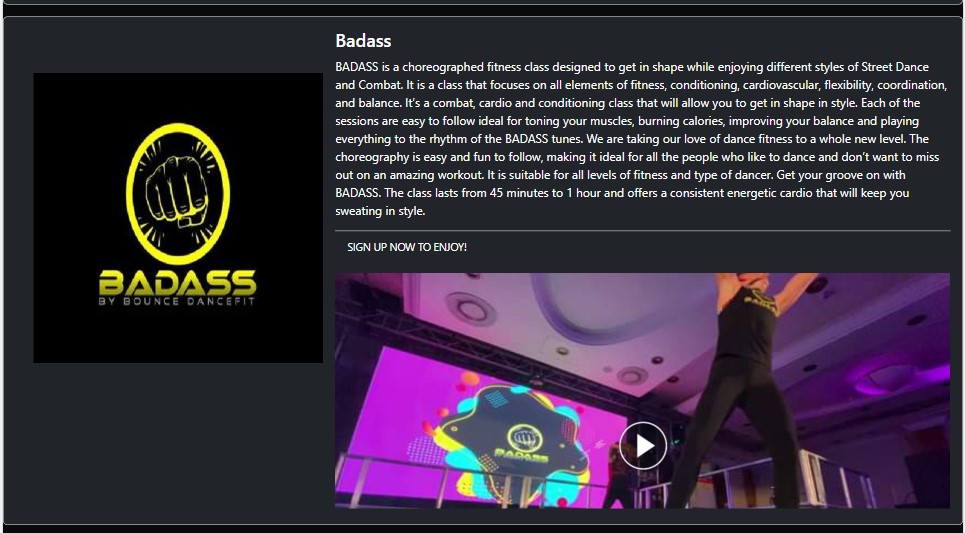 Badass
BADASS is a choreographed fitness class designed to get in shape while enjoying different styles of Street Dance
and Combat. It is a class that focuses on all elements of fitness, conditioning, cardiovascular, flexibility, coordination,
and balance. It's a combat, cardio and conditioning class that will allow you to get in shape in style. Each of the
sessions are easy to follow ideal for toning your muscles, burning calories, improving your balance and playing
everything to the rhythm of the BADASS tunes. We are taking our love of dance fitness to a whole new level. The
choreography is easy and fun to follow, making it ideal for all the people who like to dance and don't want to miss
out on an amazing workout. It is suitable for all levels of fitness and type of dancer. Get your groove on with
BADASS. The class lasts from 45 minutes to 1 hour and offers a consistent energetic cardio that will keep you
sweating in style.
SIGN UP NOW TO ENJOY!
BADASS
BY BOUNCE DANCEFIT
BADASS